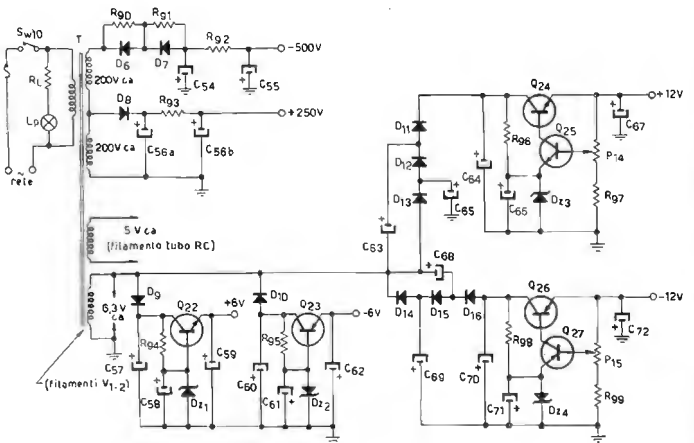 R90
R91
R92
-500V
Sw10
T
D6
D7
200V ca
C54
C55
RL
D8
R93
+250V
Lp
200V ca
C56a
C56b
~
rete
5V ca
(filamento tubo RC)
Q24
+12V
D11
Q25
C67
R96
P14
D12
C64
C65
C66
Dz3
R97
D13
C63
C68
D9
Q22
+6V
D10
Q23
-6V
6,3 V
ca
D14
D15
D16
Q26
-12V
Q27
C72
R94
R95
R98
P15
C57
C59
C60
C62
C69
C70
(filamenti V1-2)
C58
Dz1
C61
Dz2
C71
Dz4
R99